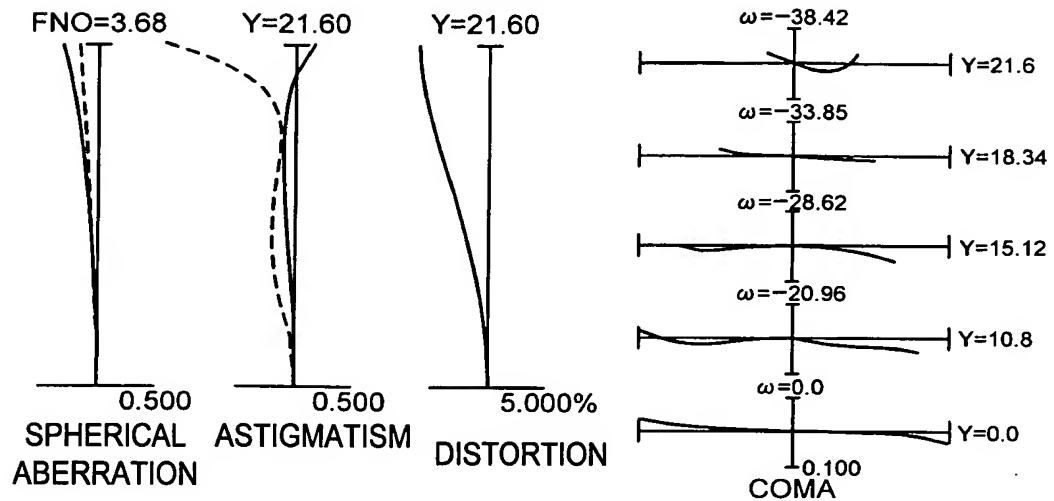 FNO=3.68
Y=21.60
Y=21.60
0.500
0.500
5.000%
SPHERICAL
ABERRATION
ASTIGMATISM
DISTORTION
ω=-38.42
Y=21.6
ω=-33.85
Y=18.34
ω=-28.62
Y=15.12
ω=-20.96
Y=10.8
ω=0.0
Y=0.0
0.100
COMA